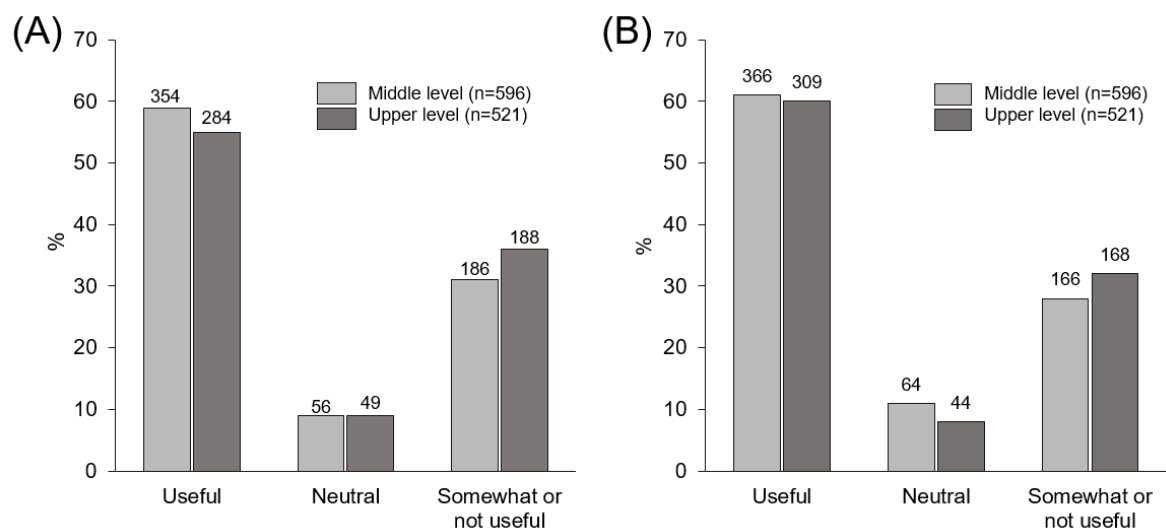 (A)
70
60
50
40
30
20
10
0
%
Middle level (n=596)
Upper level (n=521)
354
284
56
49
186
188
Useful
Neutral
Somewhat or
not useful
(B)
70
60
50
40
30
20
10
0
%
Middle level (n=596)
Upper level (n=521)
366
309
64
44
166
168
Useful
Neutral
Somewhat or
not useful